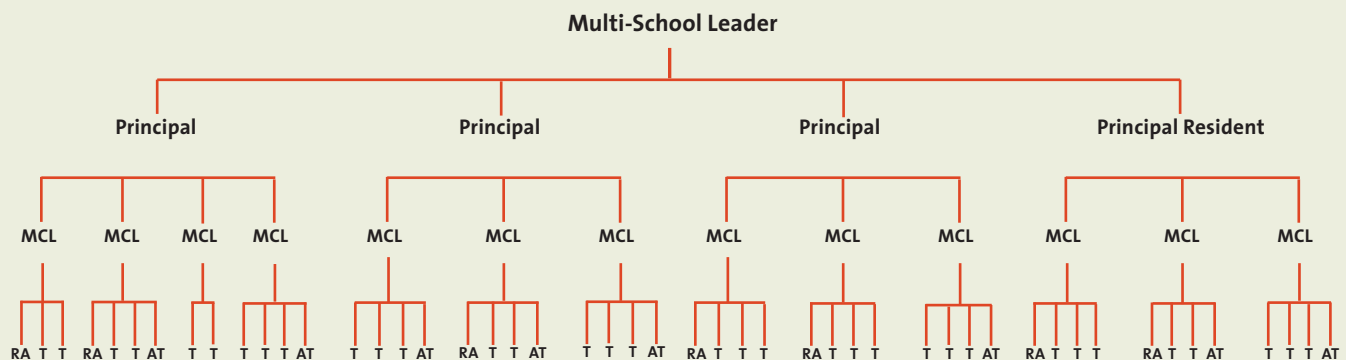 Multi-School Leader
Principal Principal Principal Principal Resident
MCL MCL MCL MCL MCL MCL MCL MCL MCL MCL MCL MCL MCL
RA T T RA T T AT T T T T T AT T T T AT RA T T AT T T T AT RA T T T RA T T T T T T AT RA T T T RA T T AT T T T AT